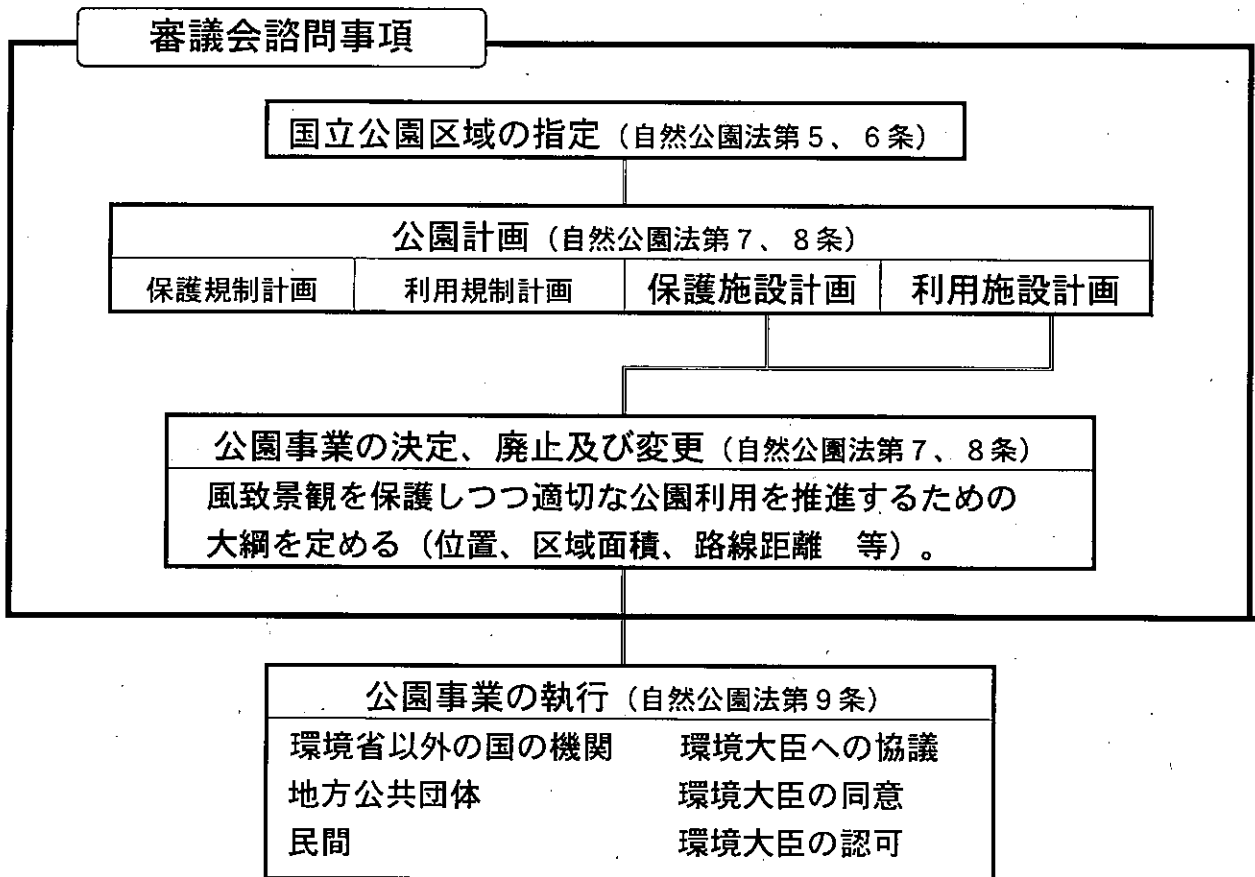 審議会諮問事項
国立公園区域の指定（自然公園法第5、6条）
公園計画（自然公園法第7、8条）
保護規制計画
利用規制計画
保護施設計画
利用施設計画
公園事業の決定、廃止及び変更（自然公園法第7、8条）
風致景観を保護しつつ適切な公園利用を推進するための
大綱を定める（位置、区域面積、路線距離　等）。
公園事業の執行（自然公園法第9条）
環境省以外の国の機関　環境大臣への協議
地方公共団体　環境大臣の同意
民間　環境大臣の認可